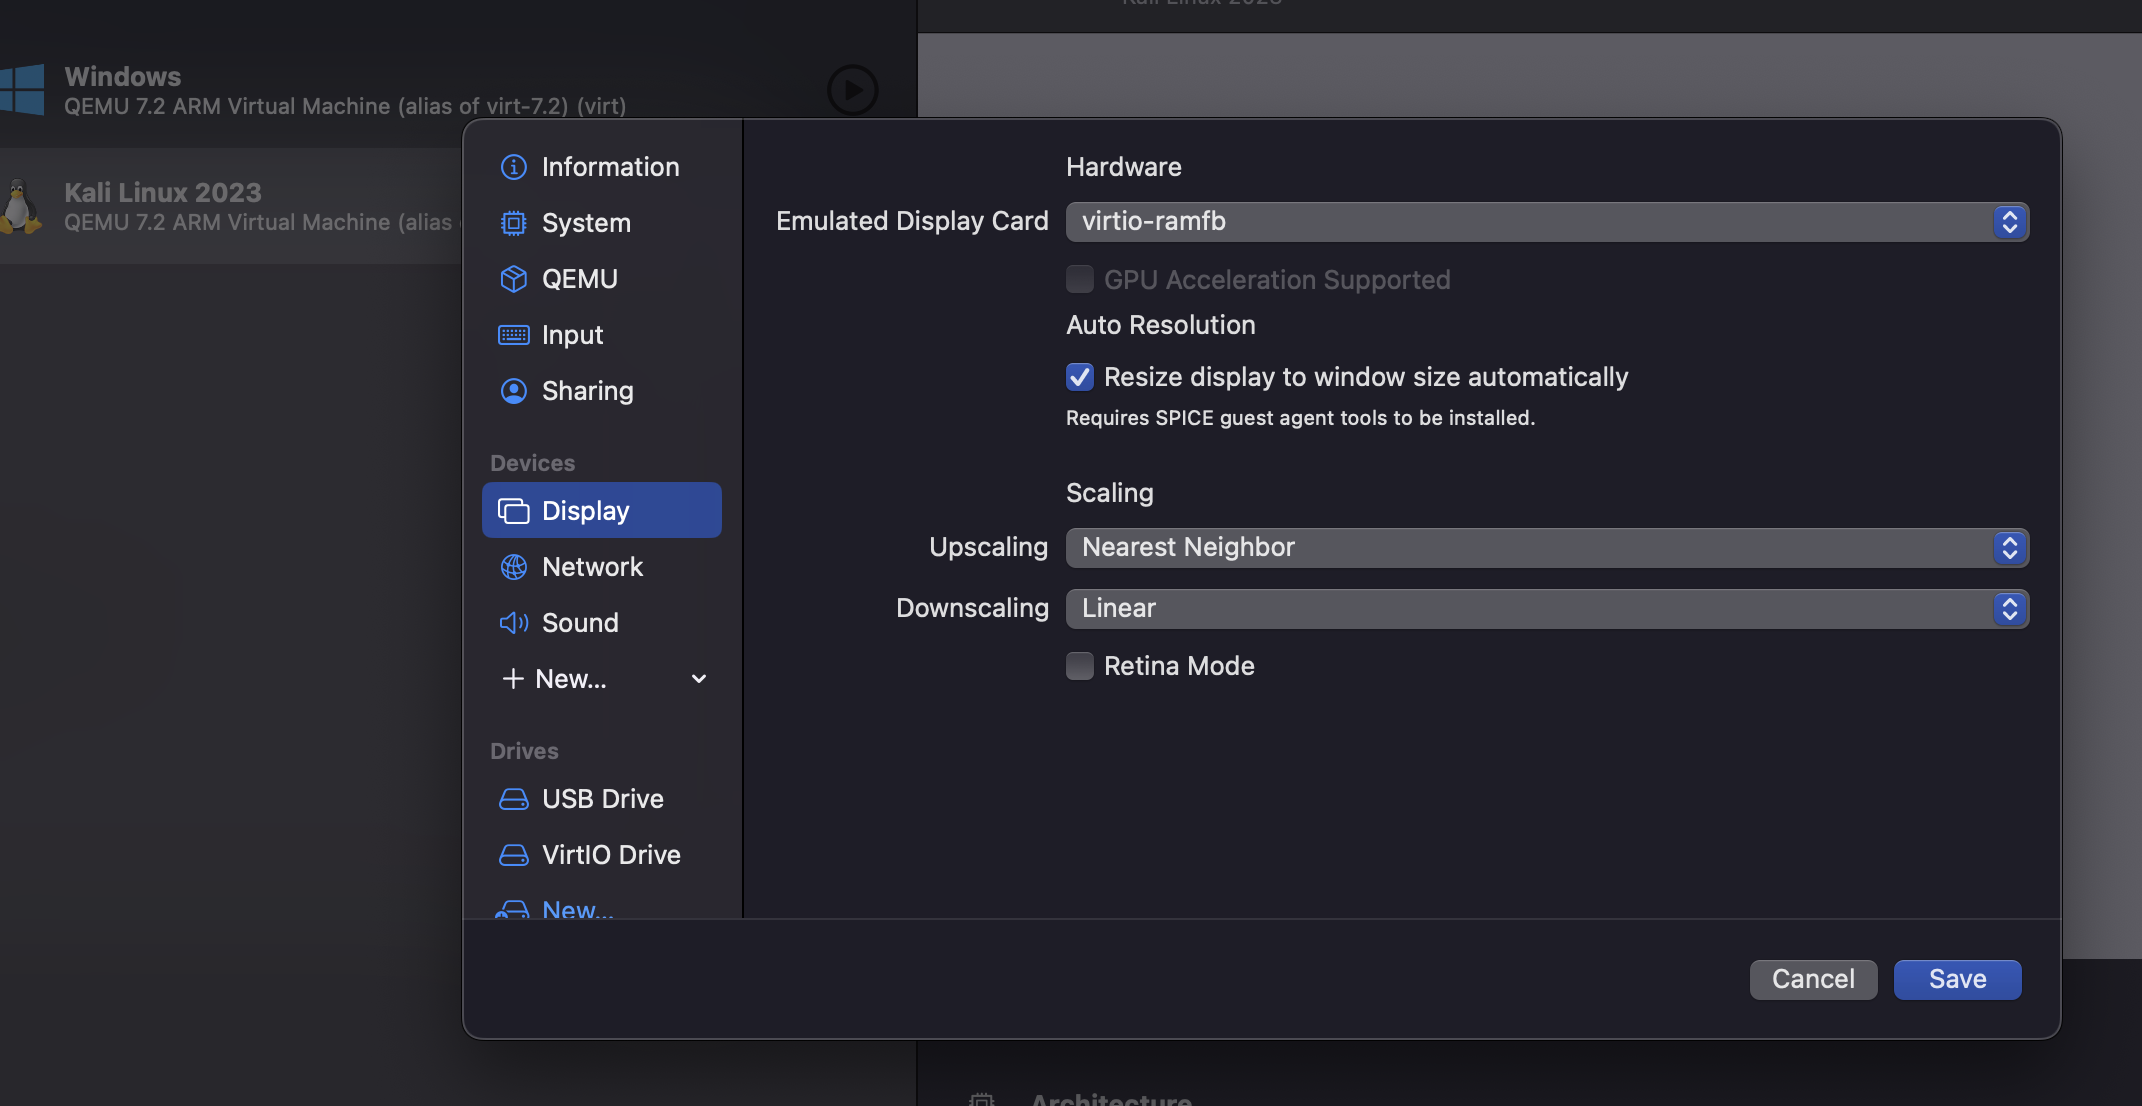 Kali Linux 2023
Windows
QEMU 7.2 ARM Virtual Machine (alias of virt-7.2) (virt)
Kali Linux 2023
QEMU 7.2 ARM Virtual Machine (alias
Information
System
QEMU
Input
Sharing
Devices
Display
Network
Sound
New...
Drives
USB Drive
VirtIO Drive
New...
Hardware
Emulated Display Card virtio-ramfb
GPU Acceleration Supported
Auto Resolution
Resize display to window size automatically
Requires SPICE guest agent tools to be installed.
Scaling
Upscaling Nearest Neighbor
Downscaling Linear
Retina Mode
Cancel Save
Architecture